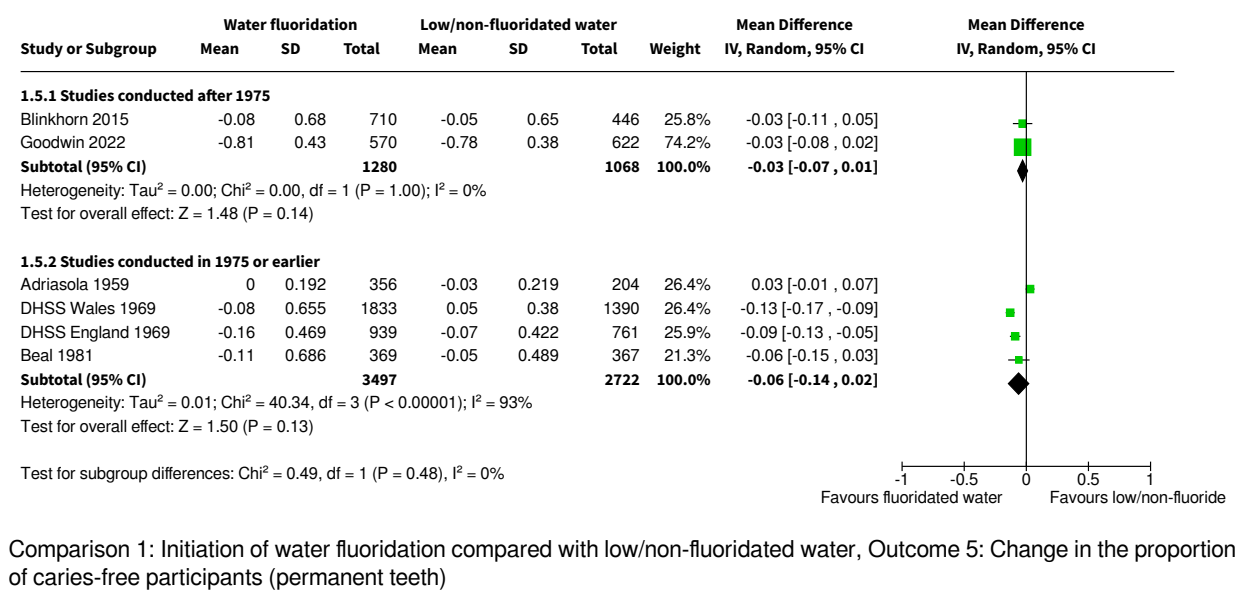 Water fluoridation Low/non-fluoridated water Mean Difference Mean Difference
Study or Subgroup Mean SD Total Mean SD Total Weight IV, Random, 95% CI IV, Random, 95% CI
1.5.1 Studies conducted after 1975
Blinkhorn 2015 -0.08 0.68 710 -0.05 0.65 446 25.8% -0.03 [-0.11 , 0.05]
Goodwin 2022 -0.81 0.43 570 -0.78 0.38 622 74.2% -0.03 [-0.08 , 0.02]
Subtotal (95% CI) 1280 1068 100.0% -0.03 [-0.07 , 0.01]
Heterogeneity: Tau² = 0.00; Chi² = 0.00, df = 1 (P = 1.00); I² = 0%
Test for overall effect: Z = 1.48 (P = 0.14)
1.5.2 Studies conducted in 1975 or earlier
Adriasola 1959 0 0.192 356 -0.03 0.219 204 26.4% 0.03 [-0.01 , 0.07]
DHSS Wales 1969 -0.08 0.655 1833 0.05 0.38 1390 26.4% -0.13 [-0.17 , -0.09]
DHSS England 1969 -0.16 0.469 939 -0.07 0.422 761 25.9% -0.09 [-0.13 , -0.05]
Beal 1981 -0.11 0.686 369 -0.05 0.489 367 21.3% -0.06 [-0.15 , 0.03]
Subtotal (95% CI) 3497 2722 100.0% -0.06 [-0.14 , 0.02]
Heterogeneity: Tau² = 0.01; Chi² = 40.34, df = 3 (P < 0.00001); I² = 93%
Test for overall effect: Z = 1.50 (P = 0.13)
Test for subgroup differences: Chi² = 0.49, df = 1 (P = 0.48), I² = 0%
-1 -0.5 0 0.5 1
Favours fluoridated water Favours low/non-fluoride
Comparison 1: Initiation of water fluoridation compared with low/non-fluoridated water, Outcome 5: Change in the proportion
of caries-free participants (permanent teeth)